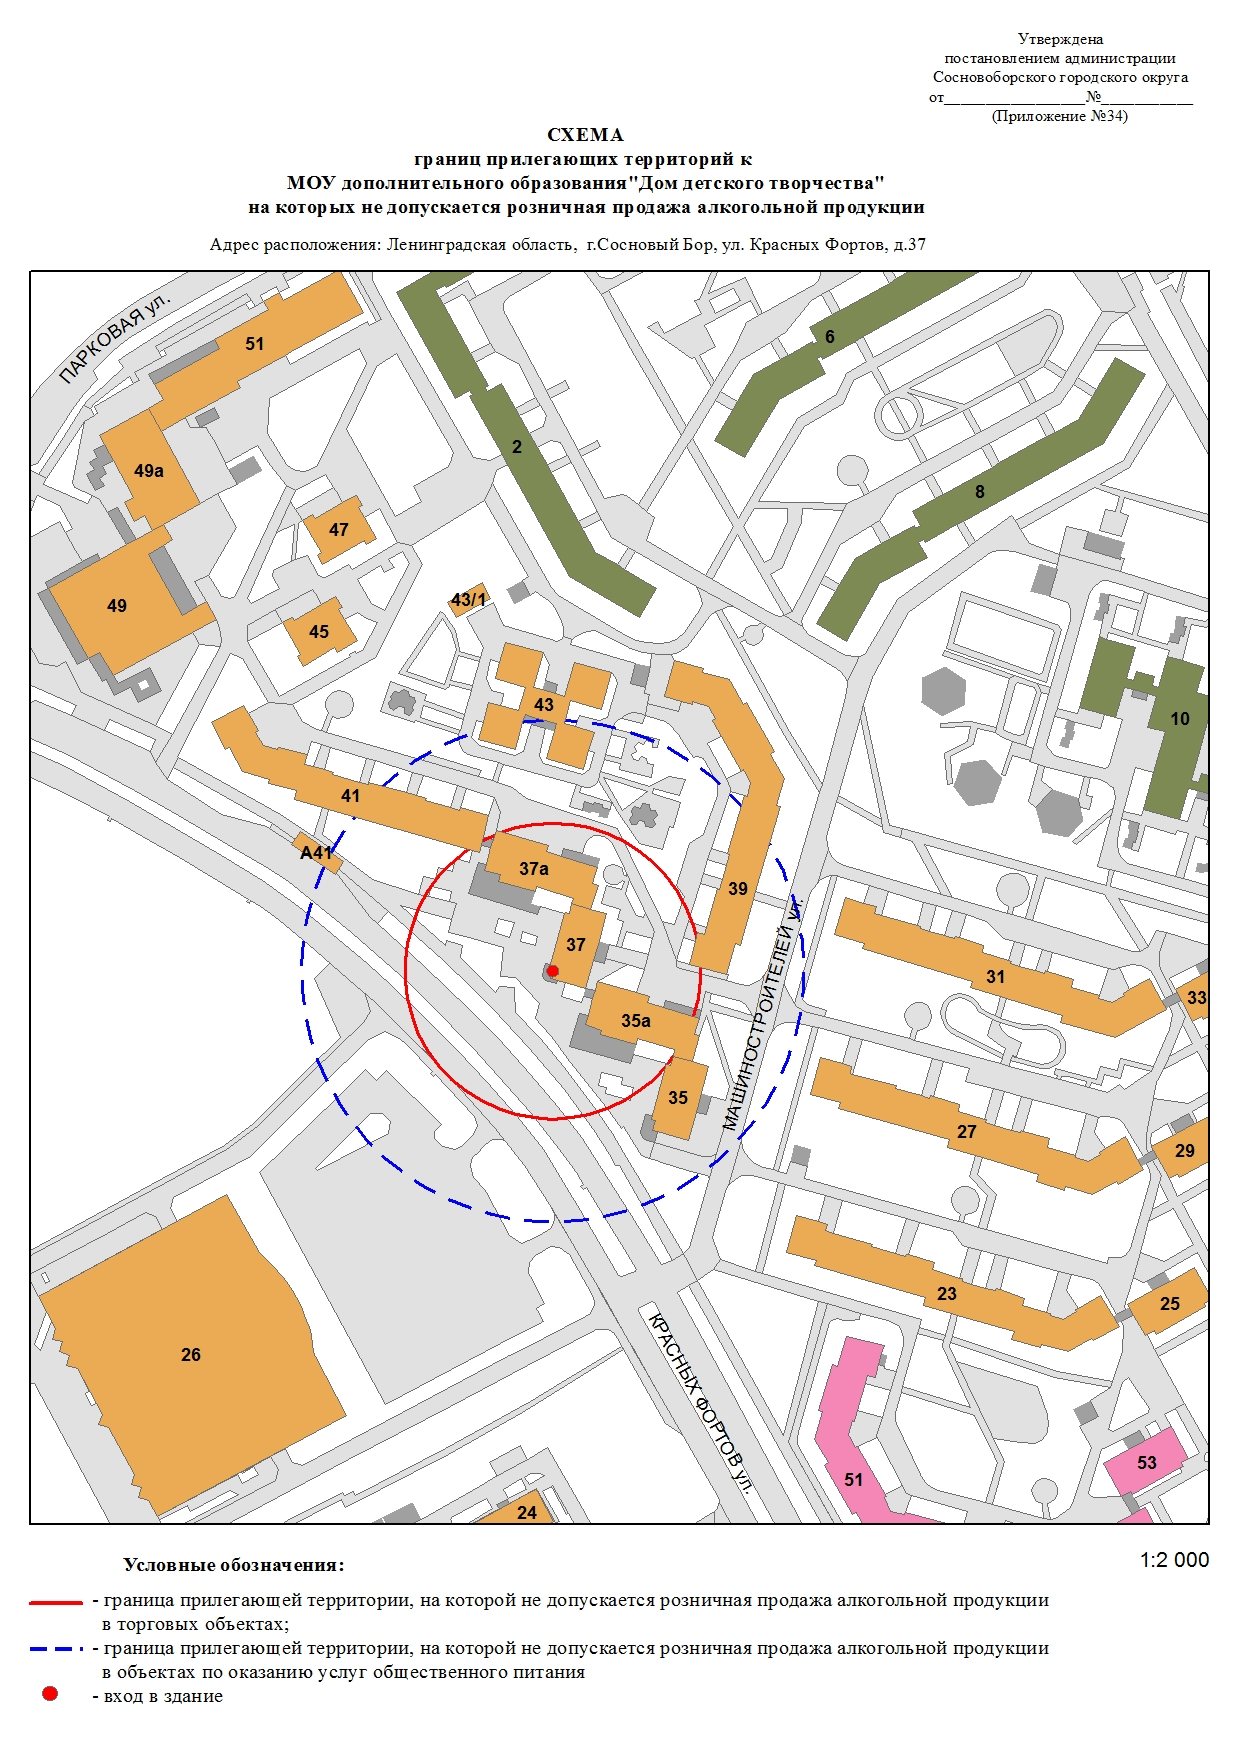 Утверждена
постановлением администрации
Сосновоборского городского округа
от_________________№___________
(Приложение №34)
СХЕМА
границ прилегающих территорий к
МОУ дополнительного образования"Дом детского творчества"
на которых не допускается розничная продажа алкогольной продукции
Адрес расположения: Ленинградская область, г.Сосновый Бор, ул. Красных Фортов, д.37
ПАРКОВАЯ ул.
51
6
2
49а
8
47
43/1
49
45
43
10
41
А41
37а
39
37
МАШИНОСТРОИТЕЛЕЙ ул.
31
33
35а
35
27
29
23
25
26
КРАСНЫХ ФОРТОВ ул.
51
53
24
1:2 000
Условные обозначения:
- граница прилегающей территории, на которой не допускается розничная продажа алкогольной продукции
в торговых объектах;
- граница прилегающей территории, на которой не допускается розничная продажа алкогольной продукции
в объектах по оказанию услуг общественного питания
- вход в здание